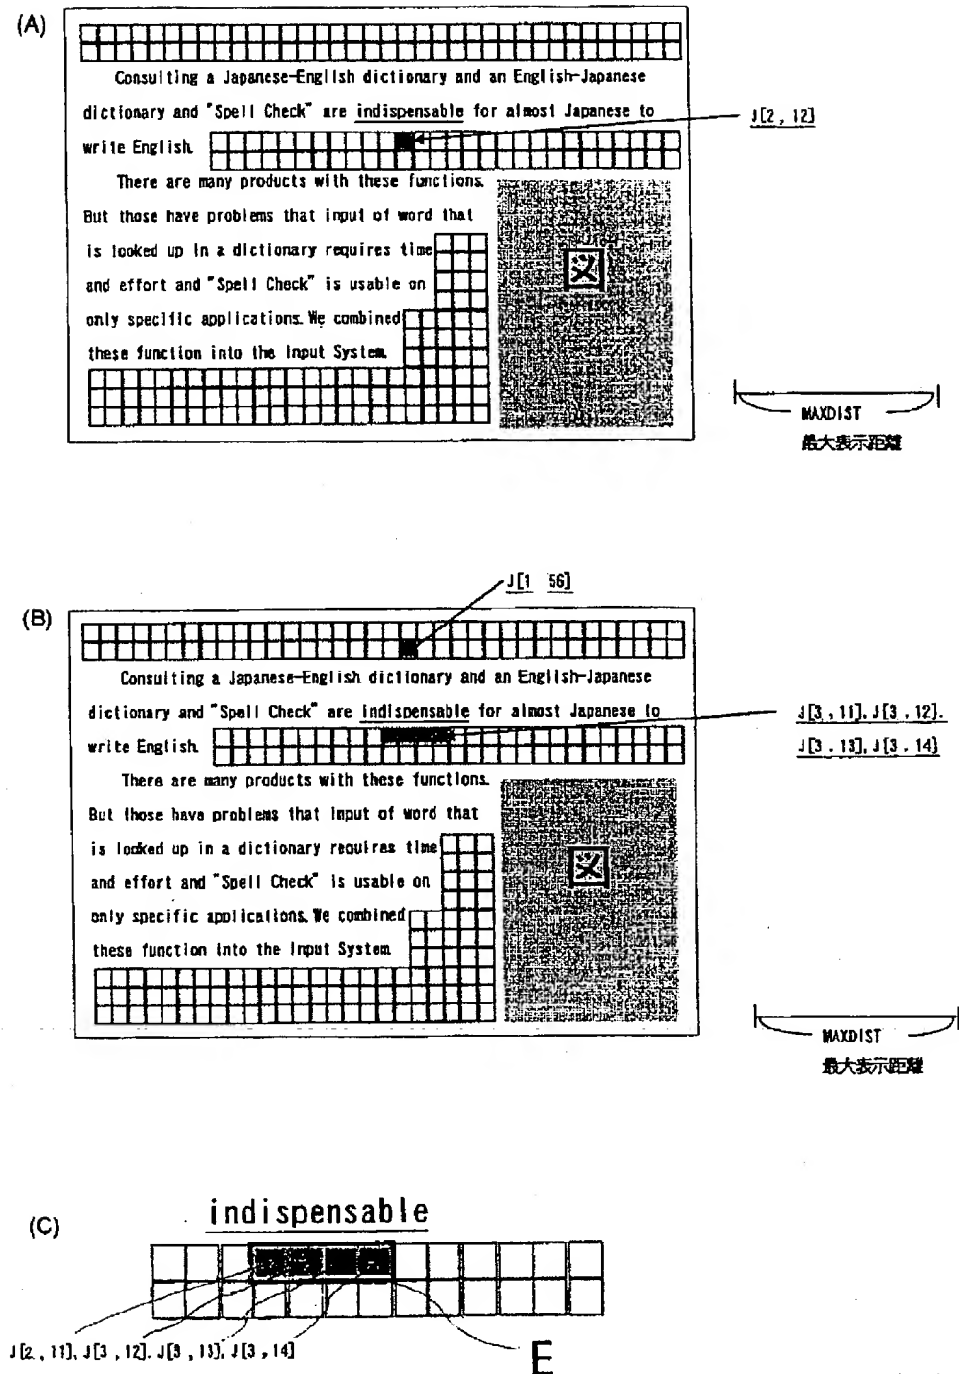 (A)
Consulting a Japanese-English dictionary and an English-Japanese
dictionary and "Spell Check" are indispensable for almost Japanese to
write English.
J[2, 12]
There are many products with these functions.
But those have problems that input of word that
is looked up in a dictionary requires time
and effort and "Spell Check" is usable on
only specific applications. We combined
these function into the Input System.
図
MAXDIST
最大表示距離
J[1 56]
(B)
Consulting a Japanese-English dictionary and an English-Japanese
dictionary and "Spell Check" are indispensable for almost Japanese to
write English.
J[3, 11], J[3, 12],
J[3, 13], J[3, 14]
There are many products with these functions.
But those have problems that input of word that
is looked up in a dictionary requires time
and effort and "Spell Check" is usable on
only specific applications. We combined
these function into the Input System
図
MAXDIST
最大表示距離
(C)
indispensable
J[2, 11], J[3, 12], J[3, 13], J[3, 14]
E